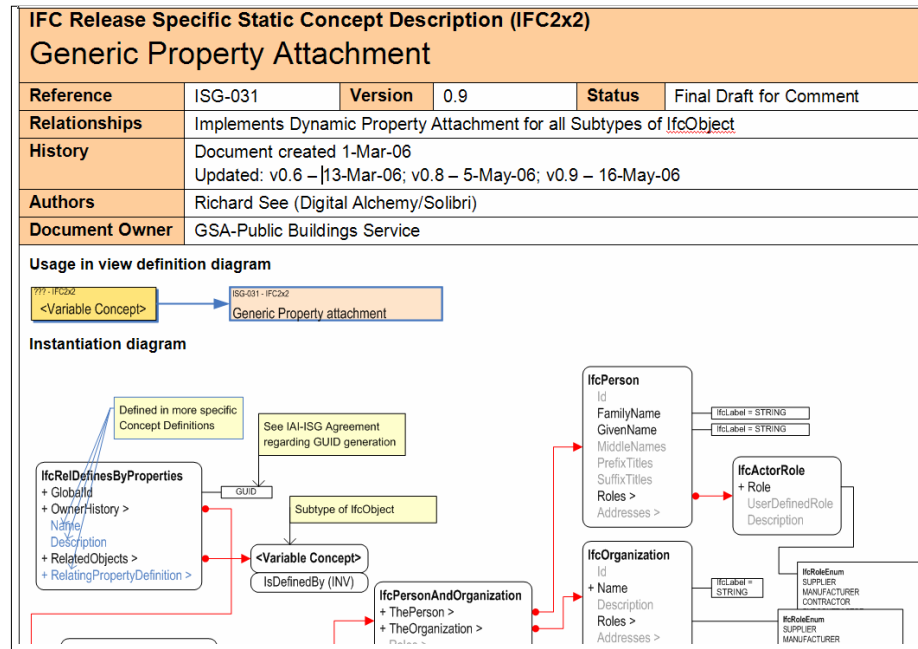 IFC Release Specific Static Concept Description (IFC2x2)
Generic Property Attachment
Reference ISG-031 Version 0.9 Status Final Draft for Comment
Relationships Implements Dynamic Property Attachment for all Subtypes of IfcObject
History Document created 1-Mar-06
Updated: v0.6 – 13-Mar-06; v0.8 – 5-May-06; v0.9 – 16-May-06
Authors Richard See (Digital Alchemy/Solibri)
Document Owner GSA-Public Buildings Service
Usage in view definition diagram
??? - IFC2x2
<Variable Concept>
ISG-031 - IFC2x2
Generic Property attachment
Instantiation diagram
Defined in more specific
Concept Definitions
See IAI-ISG Agreement
regarding GUID generation
IfcRelDefinesByProperties
+ GlobalId
+ OwnerHistory >
Name
Description
+ RelatedObjects >
+ RelatingPropertyDefinition >
GUID
Subtype of IfcObject
<Variable Concept>
IsDefinedBy (INV)
IfcPersonAndOrganization
+ ThePerson >
+ TheOrganization >
Roles >
IfcPerson
Id
FamilyName
GivenName
MiddleNames
PrefixTitles
SuffixTitles
Roles >
Addresses >
IfcLabel = STRING
IfcLabel = STRING
IfcActorRole
+ Role
UserDefinedRole
Description
IfcOrganization
Id
+ Name
Description
Roles >
Addresses >
IfcLabel =
STRING
IfcRoleEnum
SUPPLIER
MANUFACTURER
CONTRACTOR
IfcRoleEnum
SUPPLIER
MANUFACTURER